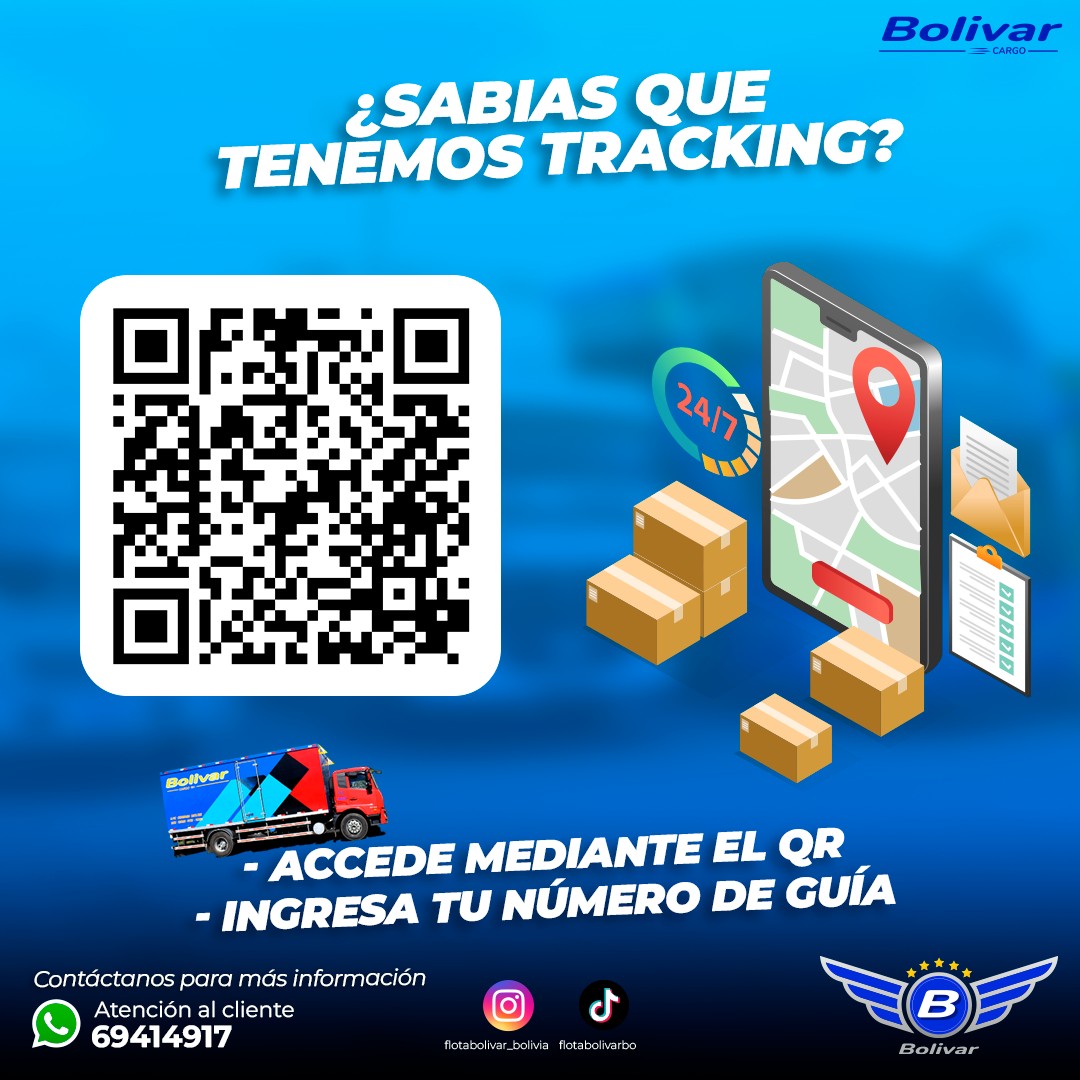 Bolivar
CARGO
¿SABIAS QUE
TENEMOS TRACKING?
24/7
Bolivar
- ACCEDE MEDIANTE EL QR
- INGRESA TU NÚMERO DE GUÍA
Contáctanos para más información
Atención al cliente
69414917
flotabolivar_bolivia flotabolivarbo
B
Bolivar